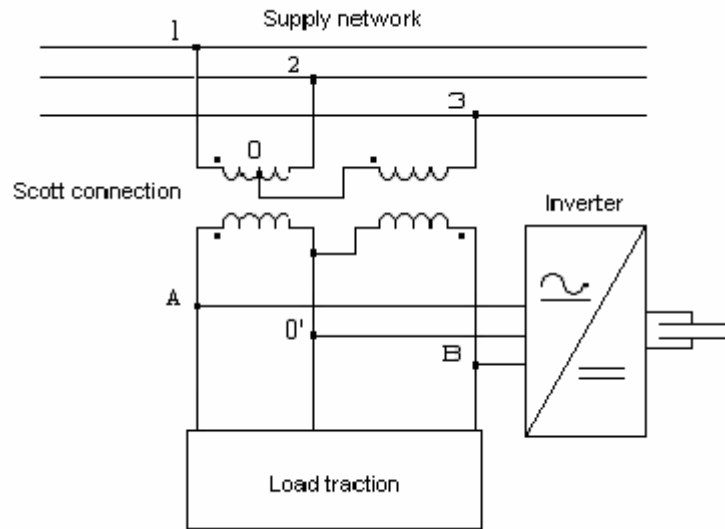 Supply network
1
2
3
0
Scott connection
Inverter
A
0'
B
Load traction